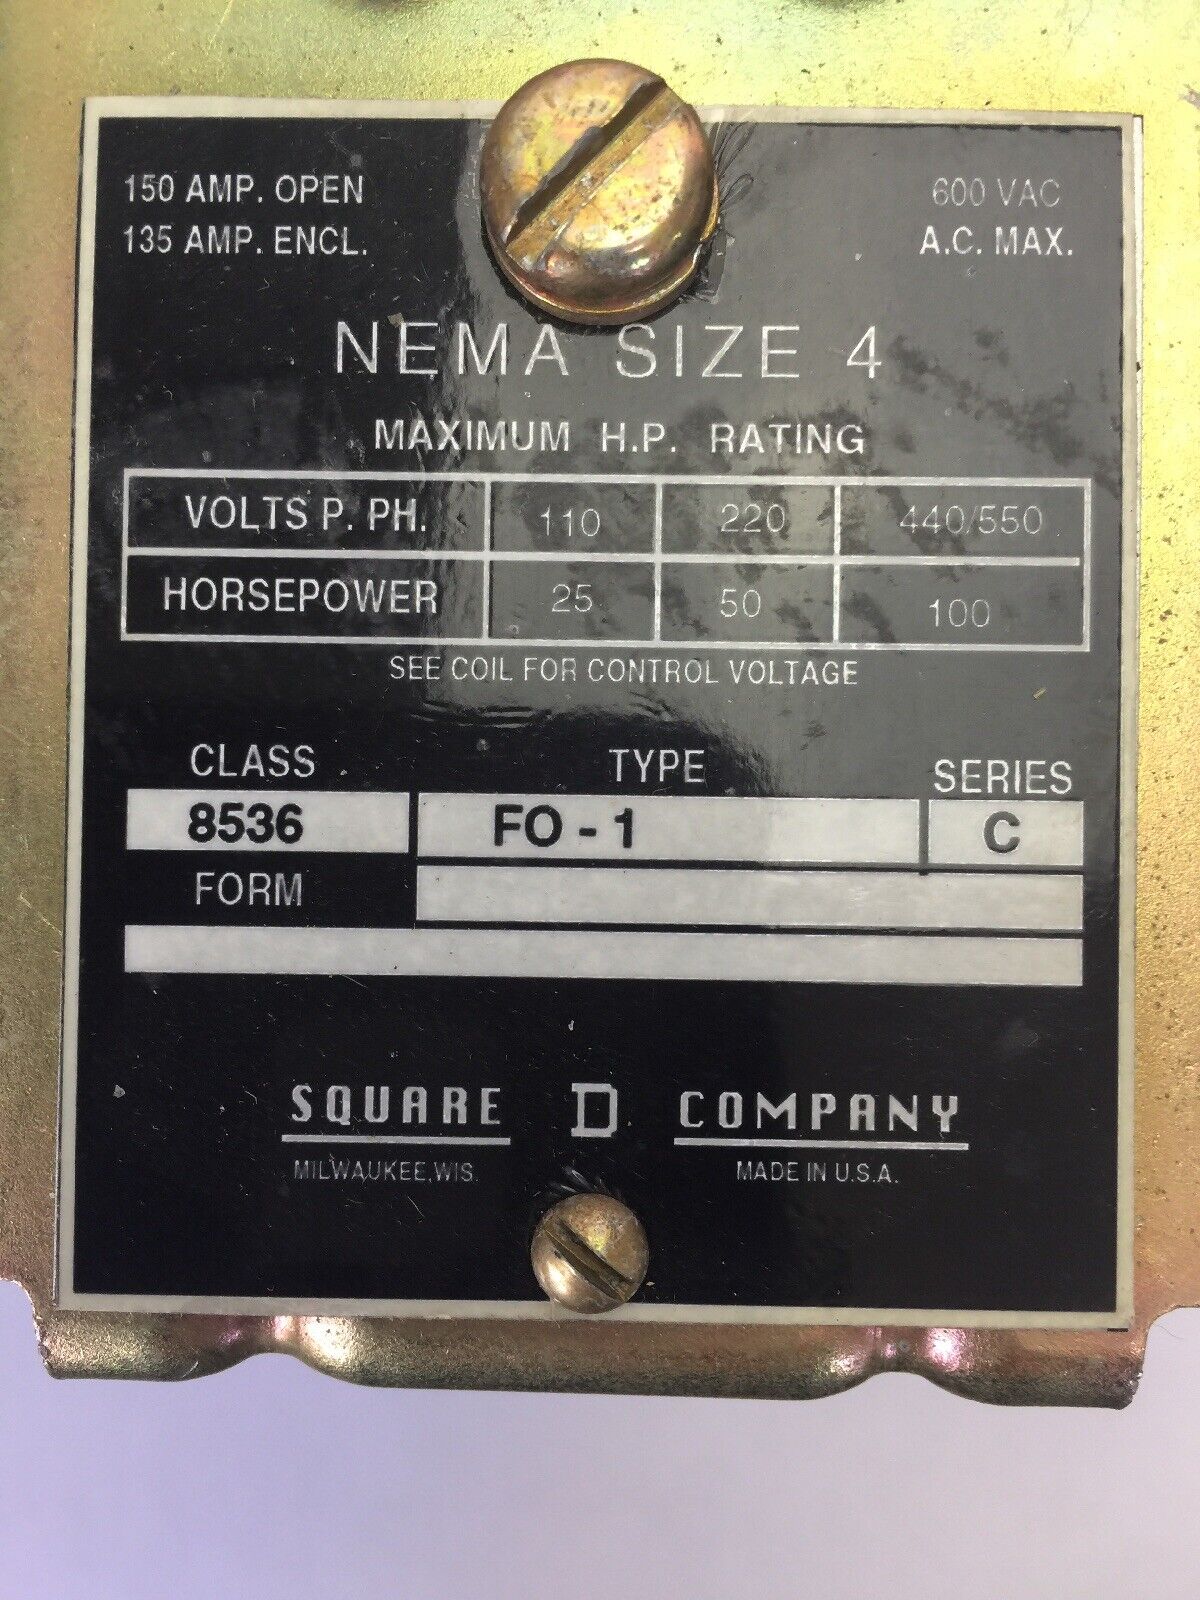 150 AMP. OPEN
135 AMP. ENCL.
600 VAC
A.C. MAX.
NEMA SIZE 4
MAXIMUM H.P. RATING
VOLTS P. PH. 110 220 440/550
HORSEPOWER 25 50 100
SEE COIL FOR CONTROL VOLTAGE
CLASS TYPE SERIES
8536 FO - 1 C
FORM
SQUARE D COMPANY
MILWAUKEE, WIS. MADE IN U.S.A.